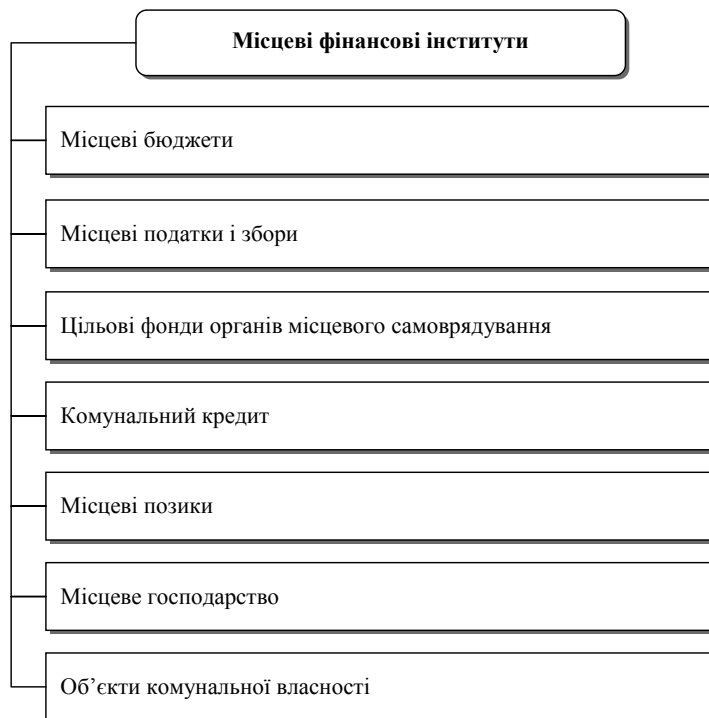 Місцеві фінансові інститути
Місцеві бюджети
Місцеві податки і збори
Цільові фонди органів місцевого самоврядування
Комунальний кредит
Місцеві позики
Місцеве господарство
Об’єкти комунальної власності